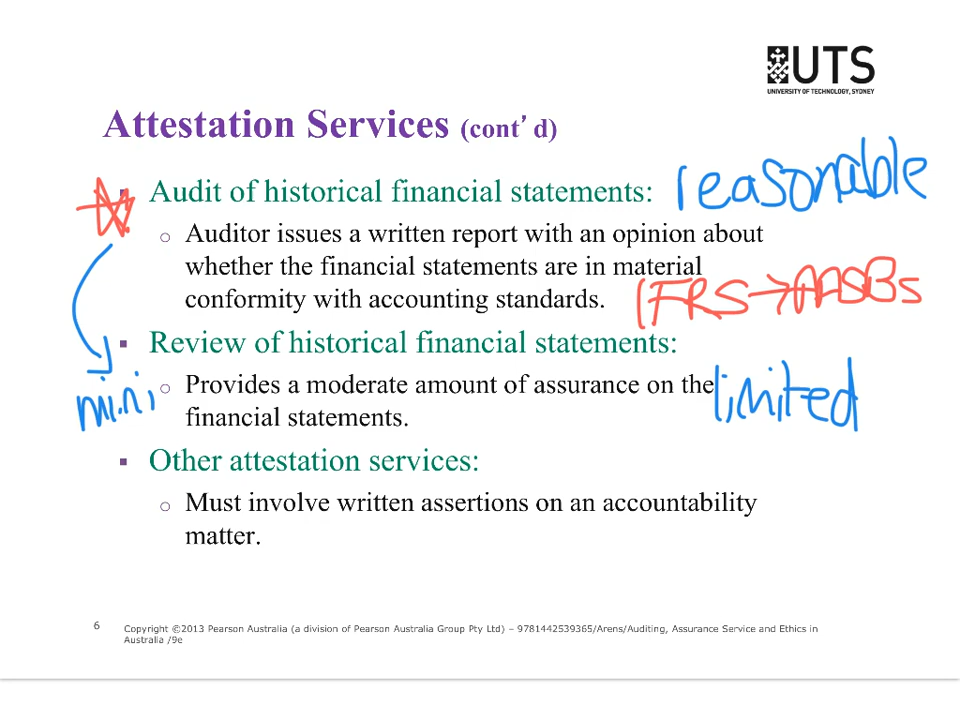 UTS
UNIVERSITY OF TECHNOLOGY, SYDNEY
Attestation Services (cont’ d)
Audit of historical financial statements: reasonable
Auditor issues a written report with an opinion about
whether the financial statements are in material
conformity with accounting standards. IFRS → AASBs
Review of historical financial statements:
mini
Provides a moderate amount of assurance on the limited
financial statements.
Other attestation services:
Must involve written assertions on an accountability
matter.
6
Copyright ©2013 Pearson Australia (a division of Pearson Australia Group Pty Ltd) – 9781442539365/Arens/Auditing, Assurance Service and Ethics in
Australia /9e